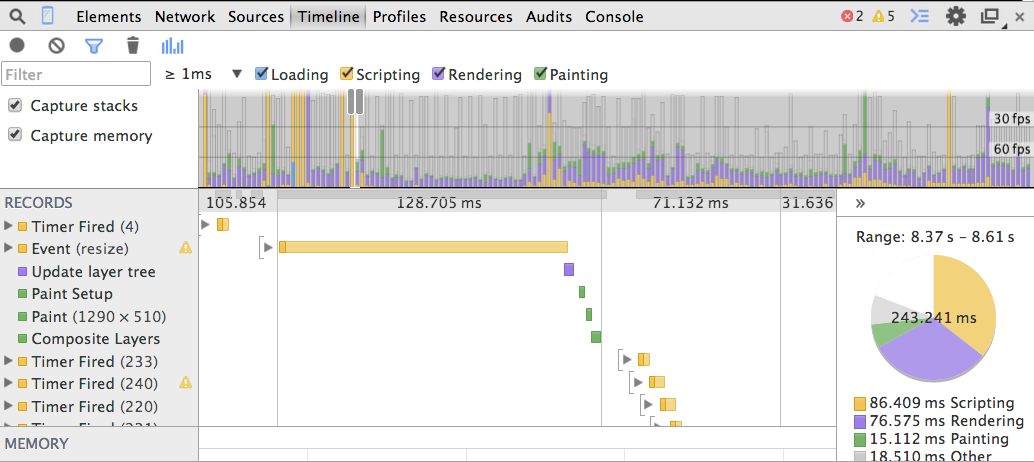 Elements Network Sources Timeline Profiles Resources Audits Console 2 5
Filter ≥ 1ms Loading Scripting Rendering Painting
Capture stacks
Capture memory
30 fps
60 fps
RECORDS 105.854 128.705 ms 71.132 ms 31.636 »
Timer Fired (4)
Event (resize)
Update layer tree
Paint Setup
Paint (1290 × 510)
Composite Layers
Timer Fired (233)
Timer Fired (240)
Timer Fired (220)
Range: 8.37 s – 8.61 s
243.241 ms
86.409 ms Scripting
76.575 ms Rendering
15.112 ms Painting
18.510 ms Other
MEMORY